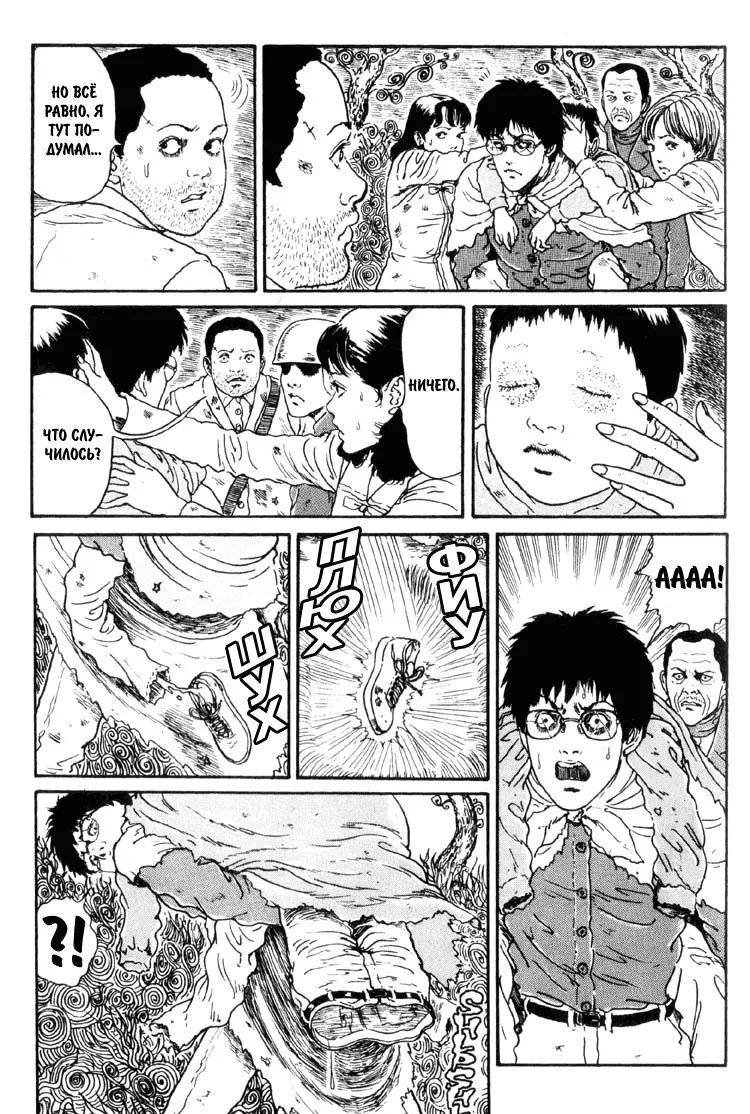 НО ВСЁ
РАВНО. Я
ТУТ ПО-
ДУМАЛ...
ЧТО СЛУ-
ЧИЛОСЬ?
НИЧЕГО.
ШУХ
ПЛЮХ
ФИУ
АААА!
?!